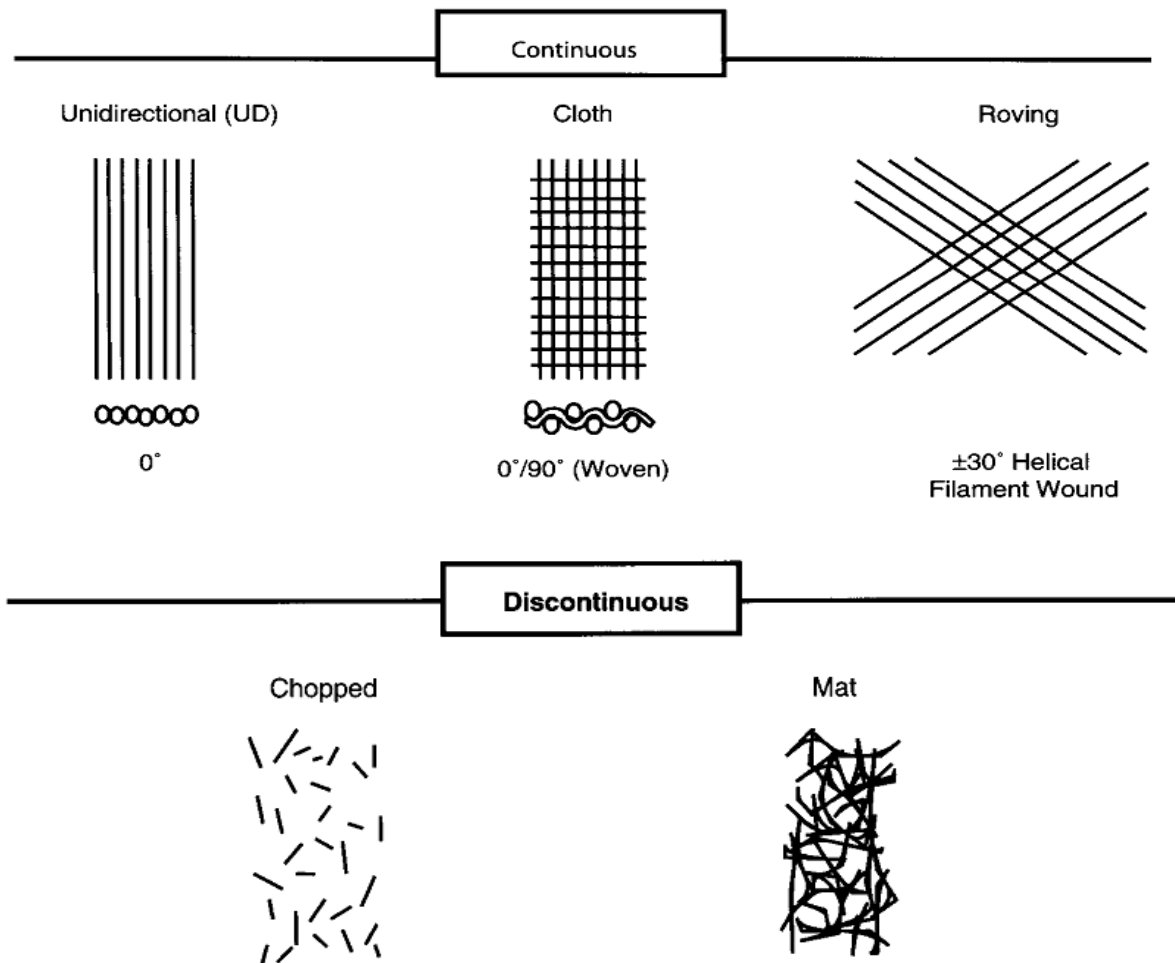 Continuous
Unidirectional (UD)
Cloth
Roving
0°
0°/90° (Woven)
±30° Helical
Filament Wound
Discontinuous
Chopped
Mat